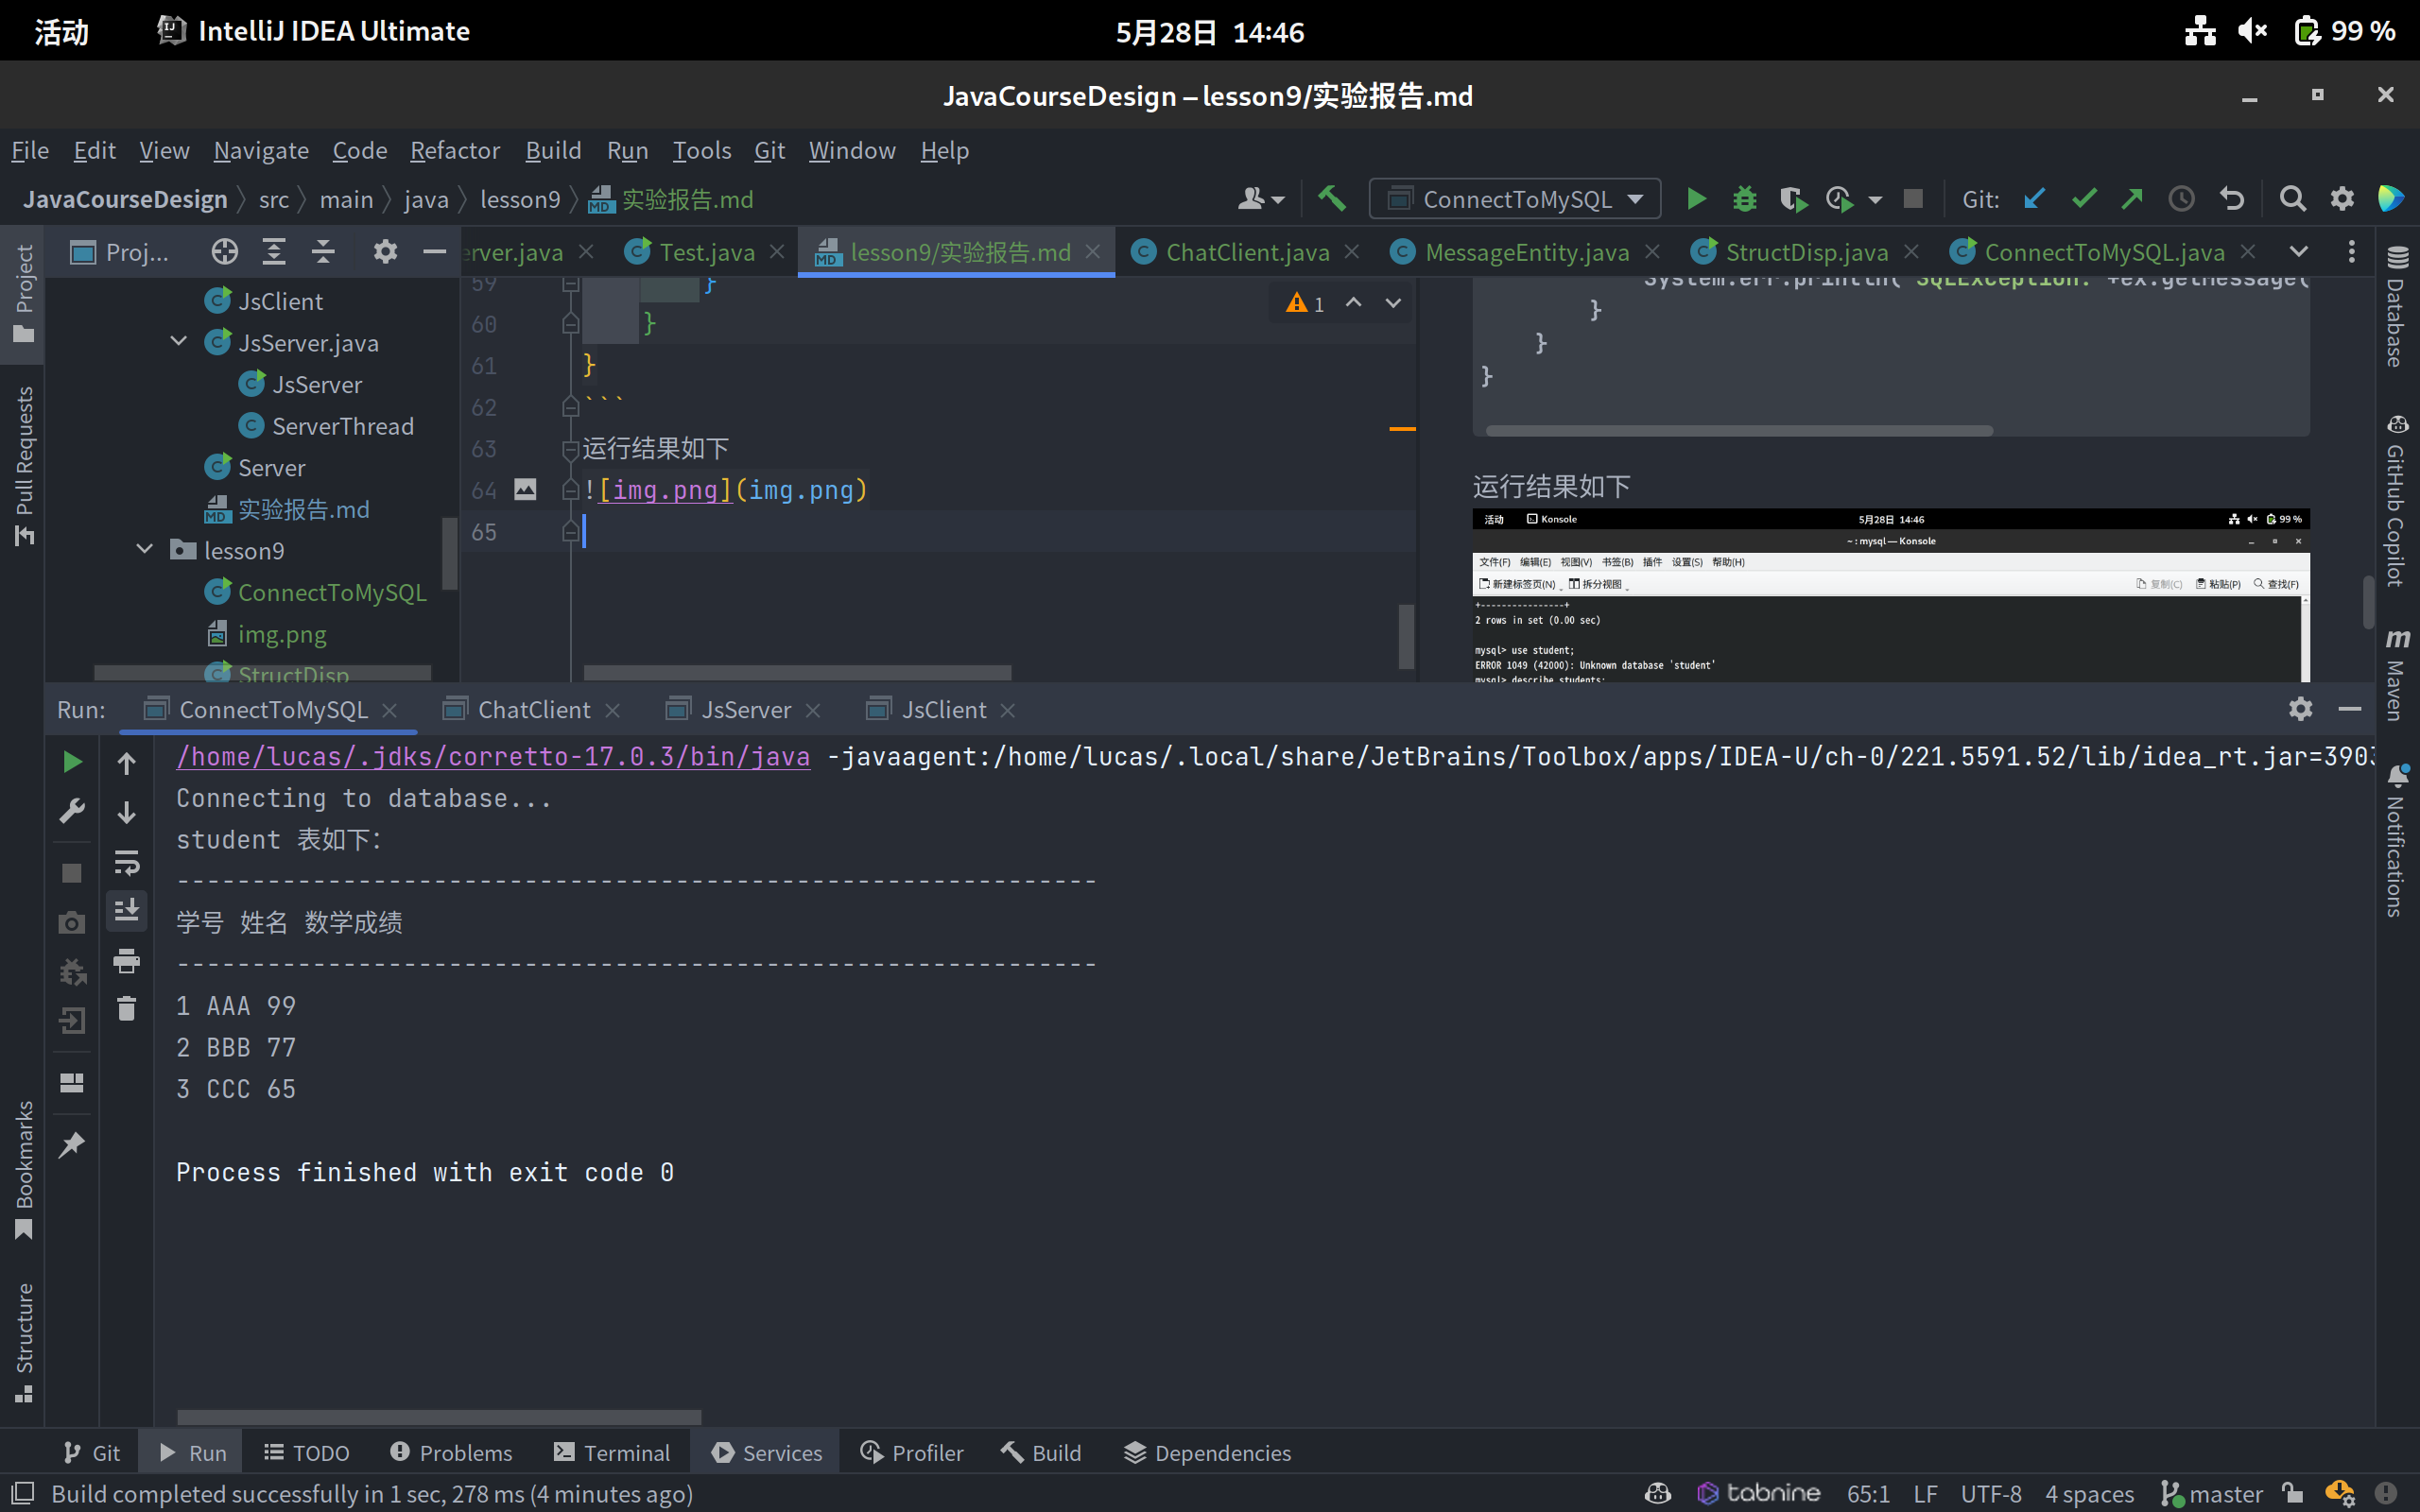 活动 IntelliJ IDEA Ultimate 5月28日 14:46 99 %
JavaCourseDesign – lesson9/实验报告.md
File Edit View Navigate Code Refactor Build Run Tools Git Window Help
JavaCourseDesign src main java lesson9 实验报告.md ConnectToMySQL Git:
Proj... erver.java Test.java lesson9/实验报告.md ChatClient.java MessageEntity.java StructDisp.java ConnectToMySQL.java
Project
Pull Requests
Bookmarks
Structure
JsClient
JsServer.java
JsServer
ServerThread
Server
实验报告.md
lesson9
ConnectToMySQL
img.png
StructDisp
59 }
60 }
61 }
62 ```
63 运行结果如下
64 ![img.png](img.png)
65
1
System.err.println("SQLException: "+ex.getMessage(
}
}
}
运行结果如下
活动 Konsole 5月28日 14:46 99 %
~ : mysql — Konsole
文件(F) 编辑(E) 视图(V) 书签(B) 插件 设置(S) 帮助(H)
新建标签页(N) 拆分视图 复制(C) 粘贴(P) 查找(F)
+----------------+
2 rows in set (0.00 sec)
mysql> use student;
ERROR 1049 (42000): Unknown database 'student'
mysql> describe students;
Database
GitHub Copilot
Maven
Notifications
Run: ConnectToMySQL ChatClient JsServer JsClient
/home/lucas/.jdks/corretto-17.0.3/bin/java -javaagent:/home/lucas/.local/share/JetBrains/Toolbox/apps/IDEA-U/ch-0/221.5591.52/lib/idea_rt.jar=3903
Connecting to database...
student 表如下:
-------------------------------------------------------------
学号 姓名 数学成绩
-------------------------------------------------------------
1 AAA 99
2 BBB 77
3 CCC 65
Process finished with exit code 0
Git Run TODO Problems Terminal Services Profiler Build Dependencies
Build completed successfully in 1 sec, 278 ms (4 minutes ago) tabnine 65:1 LF UTF-8 4 spaces master